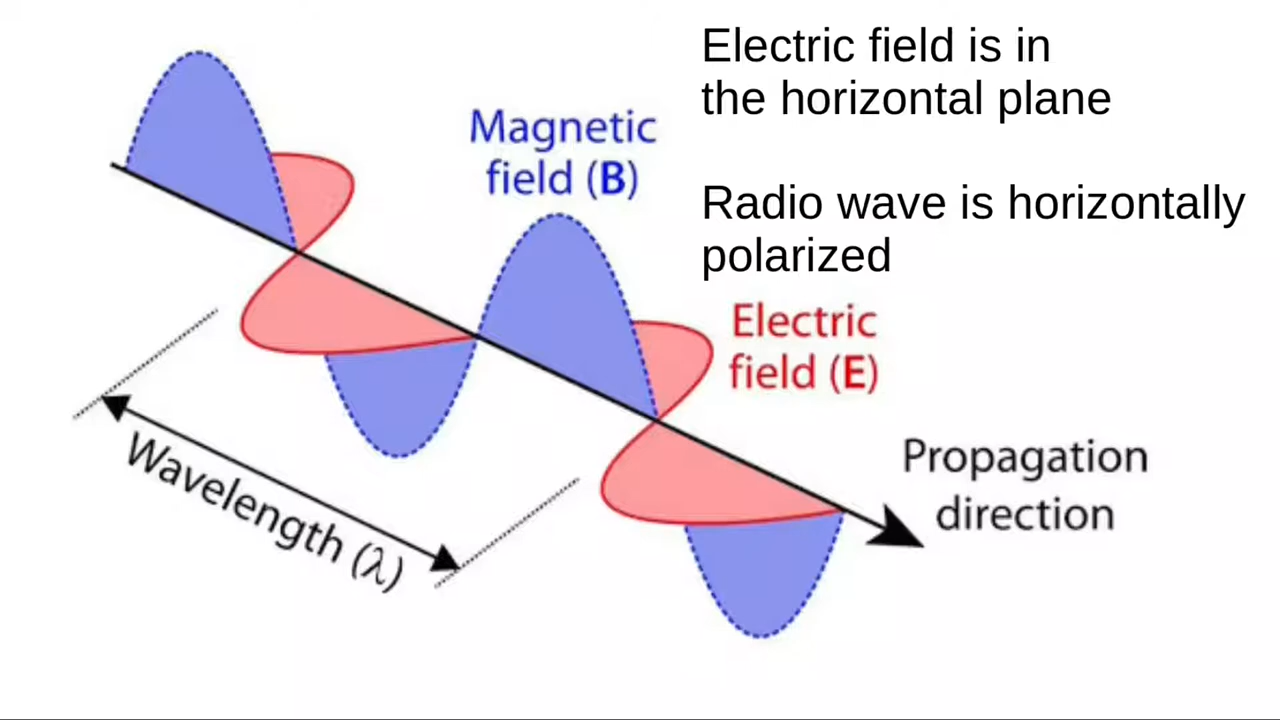 Electric field is in
the horizontal plane
Magnetic
field (B)
Radio wave is horizontally
polarized
Electric
field (E)
Propagation
direction
Wavelength (λ)